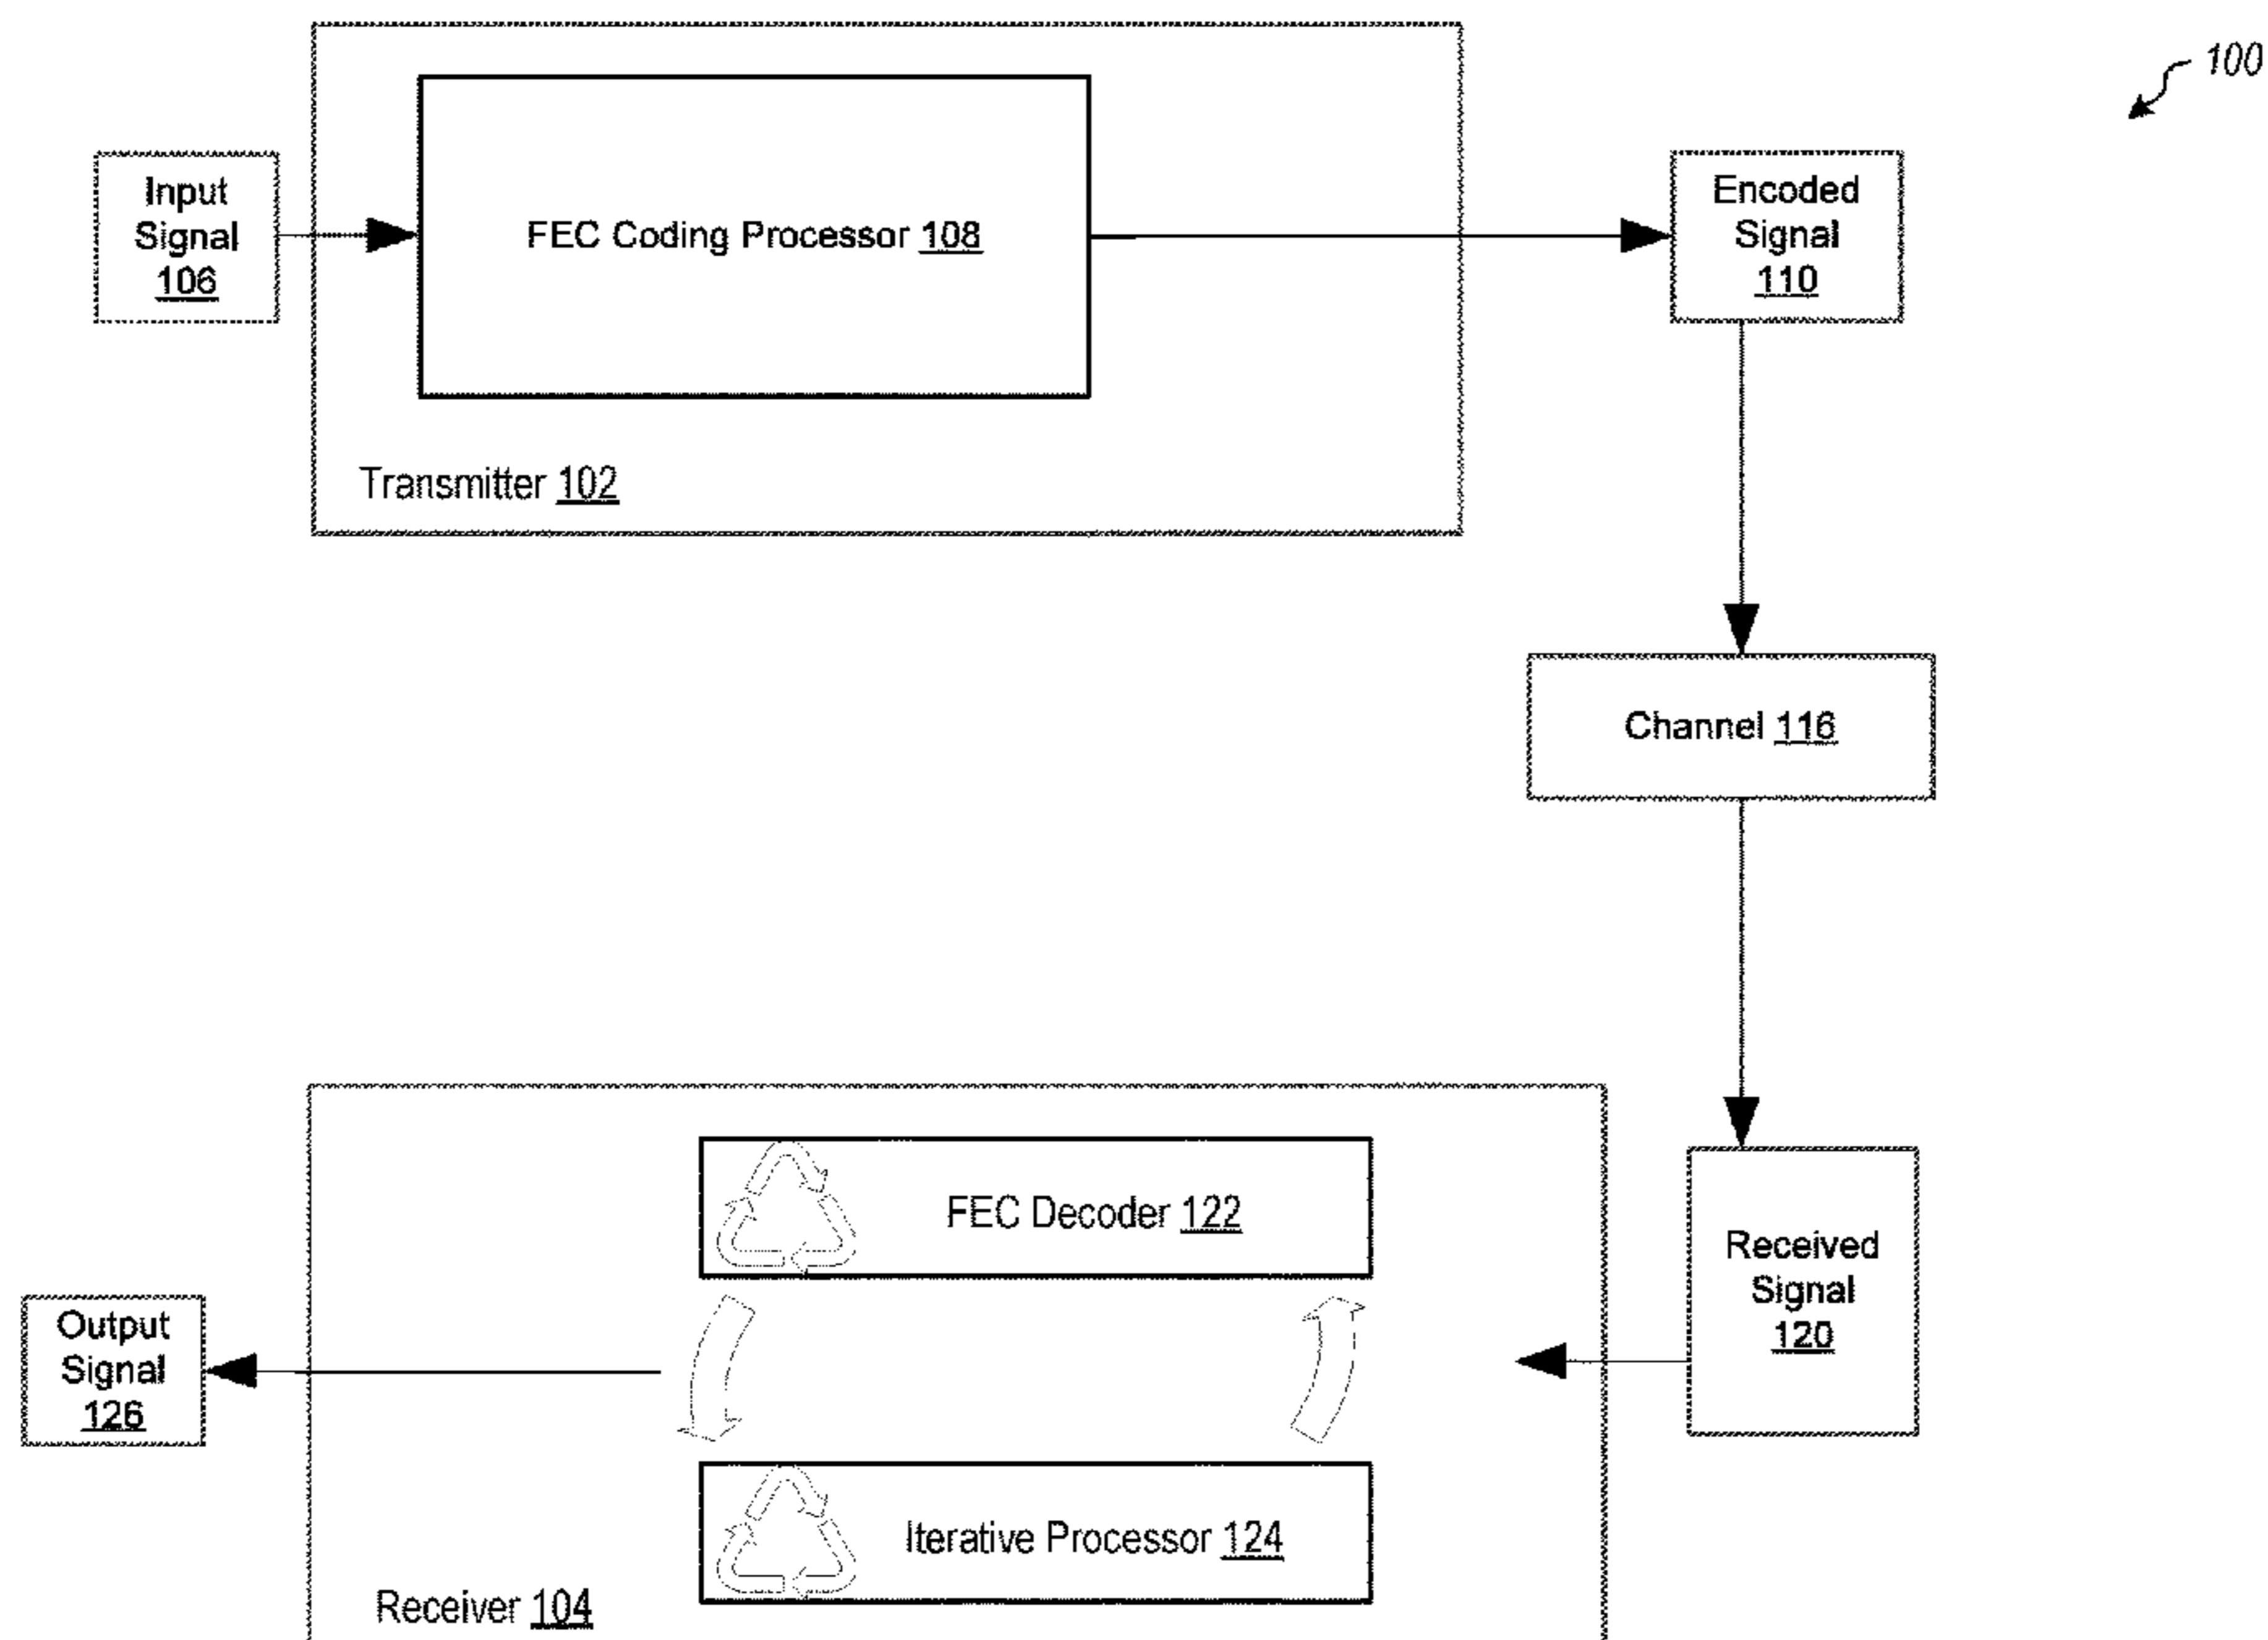 100
Input
Signal
106
FEC Coding Processor 108
Encoded
Signal
110
Transmitter 102
Channel 116
FEC Decoder 122
Received
Signal
120
Output
Signal
126
Iterative Processor 124
Receiver 104